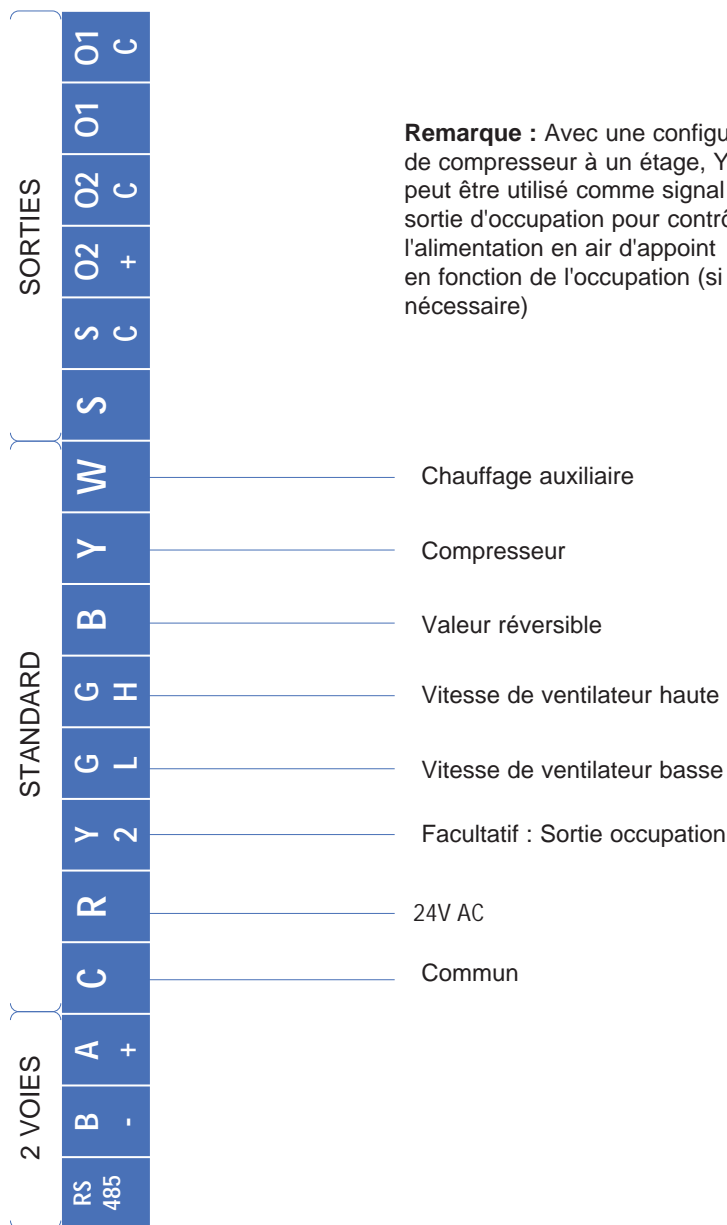 SORTIES
O1 C
O1
O2 C
O2 +
S C
S
Remarque : Avec une
de compresseur à un étage,
peut être utilisé comme signal
sortie d'occupation pour
l'alimentation en air d'appoint
en fonction de l'occupation (si
nécessaire)
STANDARD
W
Chauffage auxiliaire
Y
Compresseur
B
Valeur réversible
G H
Vitesse de ventilateur haute
G L
Vitesse de ventilateur basse
Y 2
Facultatif : Sortie occupation
R
24V AC
C
Commun
2 VOIES
A +
B -
RS 485